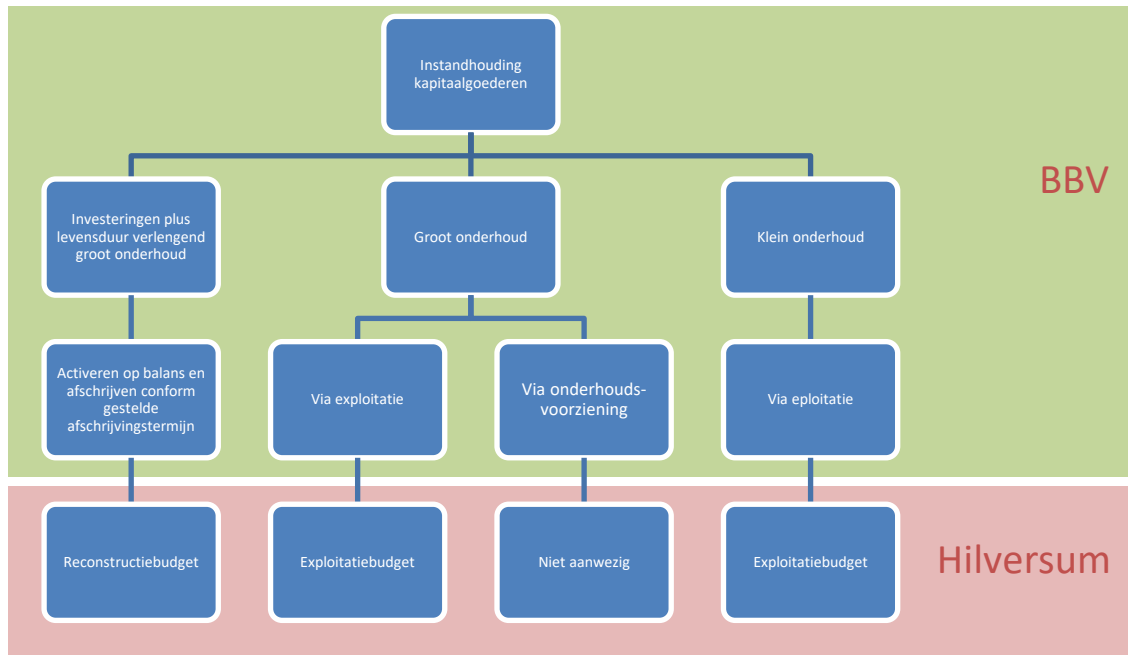 Instandhouding
kapitaalgoederen
BBV
Investeringen plus
levensduur verlengend
groot onderhoud
Groot onderhoud
Klein onderhoud
Activeren op balans en
afschrijven conform
gestelde
afschrijvingstermijn
Via exploitatie
Via onderhouds-
voorziening
Via eploitatie
Reconstructiebudget
Exploitatiebudget
Niet aanwezig
Exploitatiebudget
Hilversum